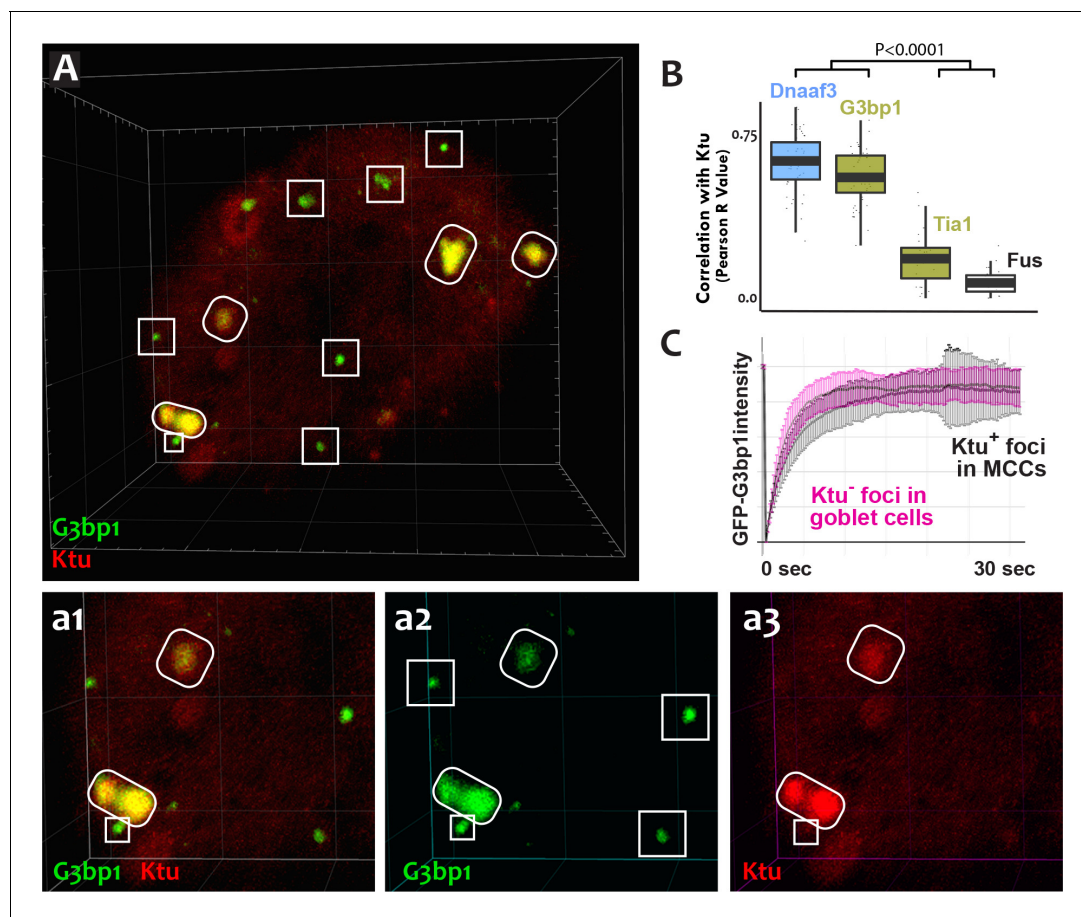 A
G3bp1
Ktu
B
P<0.0001
Dnaaf3
G3bp1
Tia1
Fus
Correlation with Ktu
(Pearson R Value)
0.75
0.0
C
GFP-G3bp1intensity
Ktu⁺ foci
in MCCs
Ktu⁻ foci in
goblet cells
0 sec
30 sec
a1
G3bp1 Ktu
a2
G3bp1
a3
Ktu